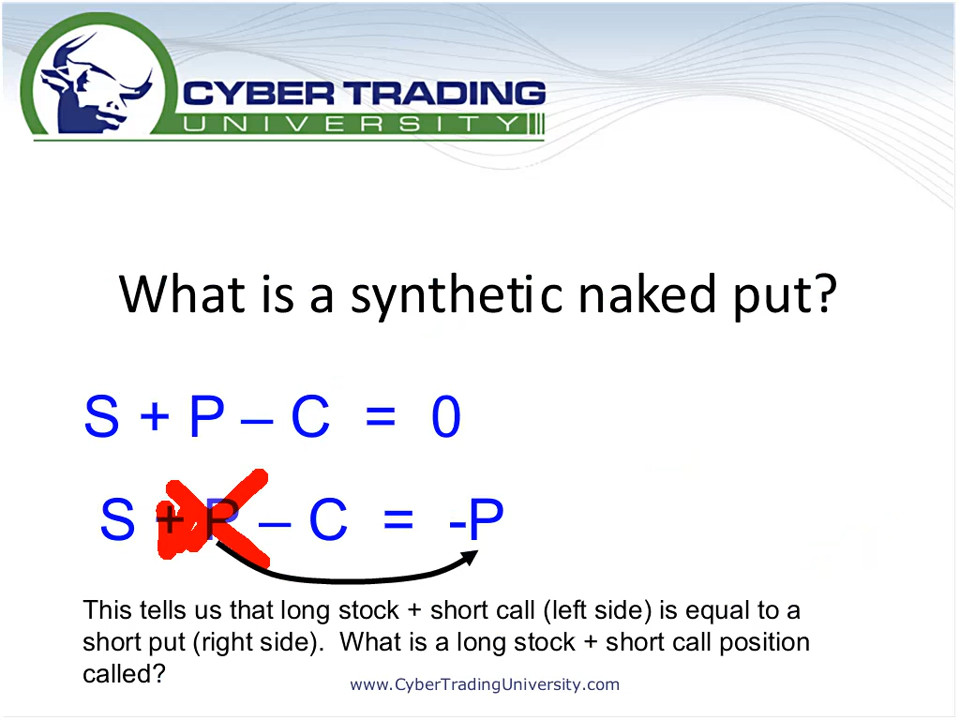 CYBER TRADING
UNIVERSITY
What is a synthetic naked put?
S + P – C = 0
S + P – C = -P
This tells us that long stock + short call (left side) is equal to a
short put (right side). What is a long stock + short call position
called?
www.CyberTradingUniversity.com